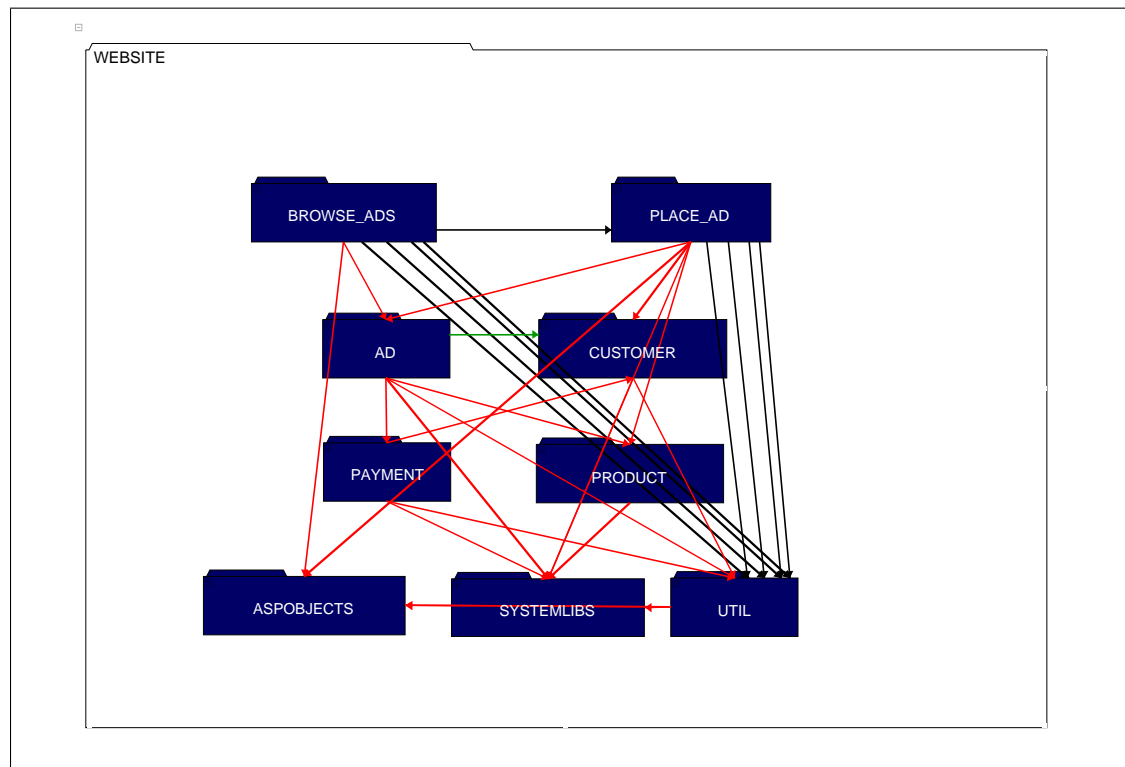 WEBSITE
BROWSE_ADS
PLACE_AD
AD
CUSTOMER
PAYMENT
PRODUCT
ASPOBJECTS
SYSTEMLIBS
UTIL